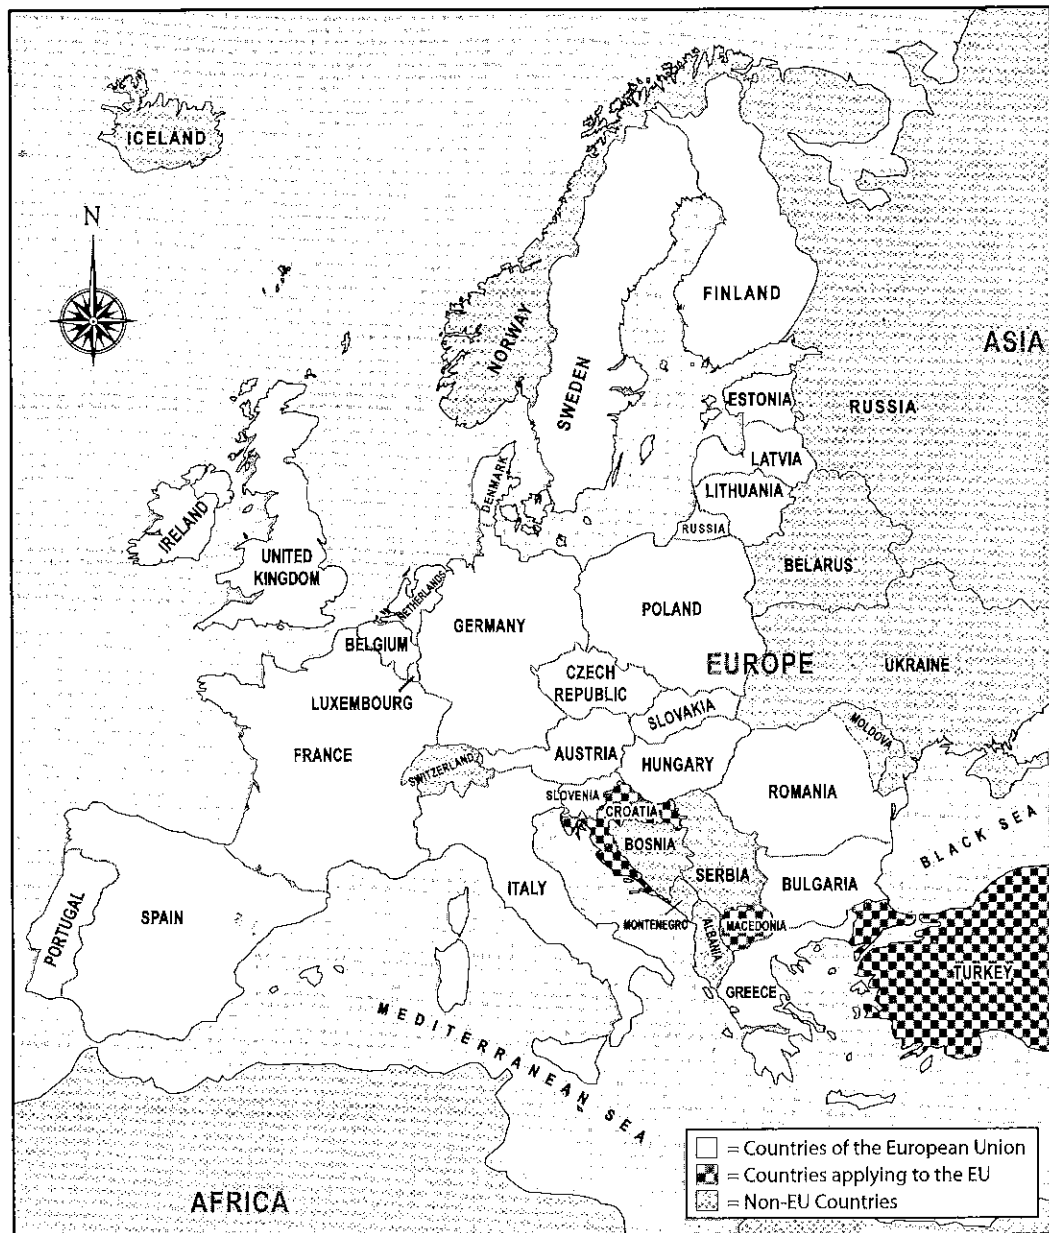 ICELAND
N
FINLAND
NORWAY
ASIA
SWEDEN
ESTONIA
RUSSIA
LATVIA
DENMARK
LITHUANIA
IRELAND
RUSSIA
UNITED
KINGDOM
BELARUS
NETHERLANDS
POLAND
GERMANY
BELGIUM
EUROPE
UKRAINE
CZECH
REPUBLIC
LUXEMBOURG
SLOVAKIA
MOLDOVA
FRANCE
AUSTRIA
SWITZERLAND
HUNGARY
SLOVENIA
ROMANIA
CROATIA
BLACK SEA
BOSNIA
SERBIA
ITALY
BULGARIA
PORTUGAL
SPAIN
MONTENEGRO
ALBANIA
MACEDONIA
TURKEY
GREECE
MEDITERRANEAN SEA
AFRICA
= Countries of the European Union
= Countries applying to the EU
= Non-EU Countries